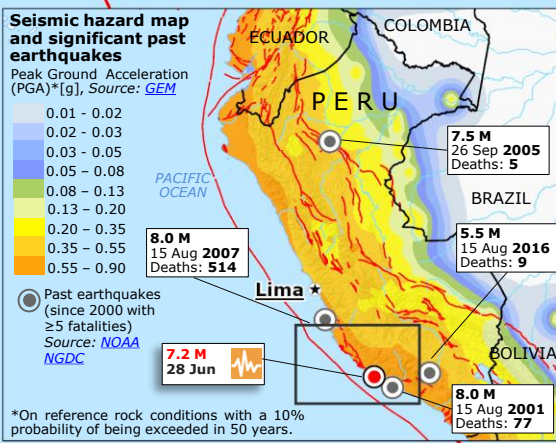 Seismic hazard map
and significant past
earthquakes
Peak Ground Acceleration
(PGA)*[g], Source: GEM
0.01 - 0.02
0.02 - 0.03
0.03 - 0.05
0.05 - 0.08
0.08 - 0.13
0.13 - 0.20
0.20 - 0.35
0.35 - 0.55
0.55 – 0.90
Past earthquakes
(since 2000 with
≥5 fatalities)
Source: NOAA
NGDC
*On reference rock conditions with a 10%
probability of being exceeded in 50 years.
COLOMBIA
ECUADOR
PERU
PACIFIC
OCEAN
BRAZIL
BOLIVIA
Lima
7.5 M
26 Sep 2005
Deaths: 5
5.5 M
15 Aug 2016
Deaths: 9
8.0 M
15 Aug 2007
Deaths: 514
7.2 M
28 Jun
8.0 M
15 Aug 2001
Deaths: 77